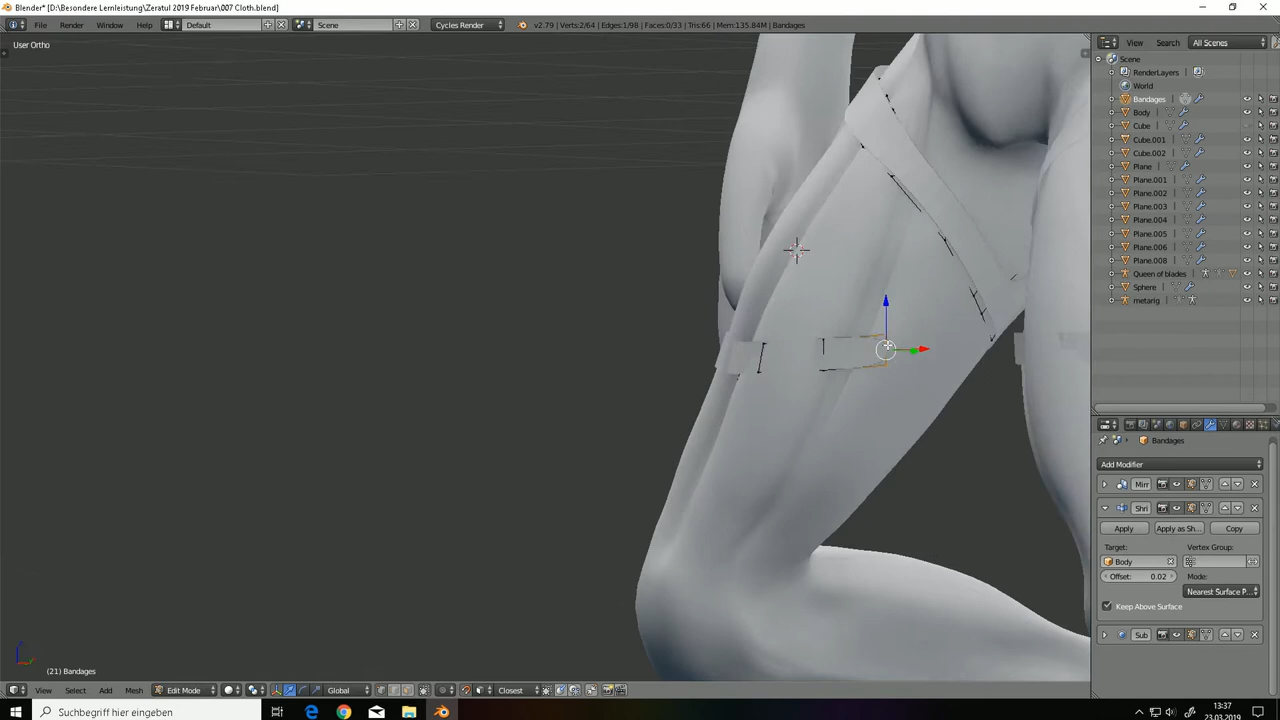 Blender* [D:\Besondere Lernleistung\Zeratul 2019 Februar\007 Cloth.blend]
File Render Window Help Default Scene Cycles Render v2.79 | Verts:2/64 | Edges:1/98 | Faces:0/33 | Tris:66 | Mem:135.84M | Bandages
User Ortho
View Search All Scenes
Scene
RenderLayers
World
Bandages
Body
Cube
Cube.001
Cube.002
Plane
Plane.001
Plane.002
Plane.003
Plane.004
Plane.005
Plane.006
Plane.008
Queen of blades
Sphere
metarig
Bandages
Add Modifier
Mirr
Shri
Apply Apply as Sh... Copy
Target: Vertex Group:
Body
Offset: 0.02 Mode:
Nearest Surface P...
Keep Above Surface
Sub
(21) Bandages
View Select Add Mesh Edit Mode Global Closest
Suchbegriff hier eingeben
13:37
23.03.2019